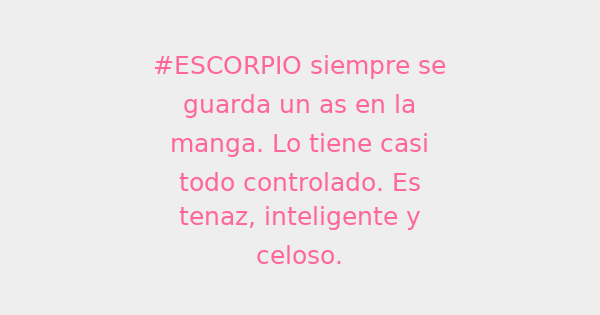 #ESCORPIO siempre se
guarda un as en la
manga. Lo tiene casi
todo controlado. Es
tenaz, inteligente y
celoso.